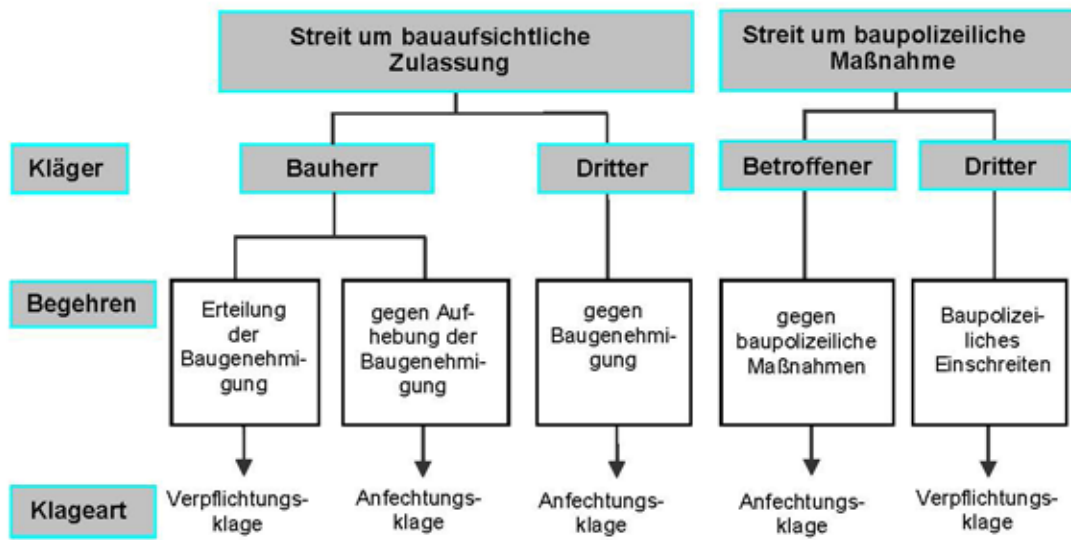 Streit um bauaufsichtliche
Zulassung
Streit um baupolizeiliche
Maßnahme
Kläger
Bauherr
Dritter
Betroffener
Dritter
Begehren
Erteilung
der
Baugenehmi-
gung
gegen Auf-
hebung der
Baugenehmi-
gung
gegen
Baugenehmi-
gung
gegen
baupolizeiliche
Maßnahmen
Baupolizei-
liches
Einschreiten
Klageart
Verpflichtungs-
klage
Anfechtungs-
klage
Anfechtungs-
klage
Anfechtungs-
klage
Verpflichtungs-
klage